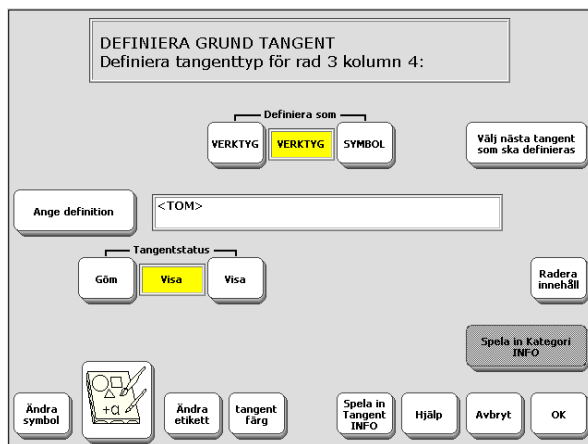 DEFINIERA GRUND TANGENT
Definiera tangenttyp för rad 3 kolumn 4:
Definiera som
VERKTYG
VERKTYG
SYMBOL
Välj nästa tangent
som ska definieras
Ange definition
<TOM>
Tangentstatus
Göm
Visa
Visa
Radera
innehåll
Spela in Kategori
INFO
Ändra
symbol
+a
Ändra
etikett
tangent
färg
Spela in
Tangent
INFO
Hjälp
Avbryt
OK